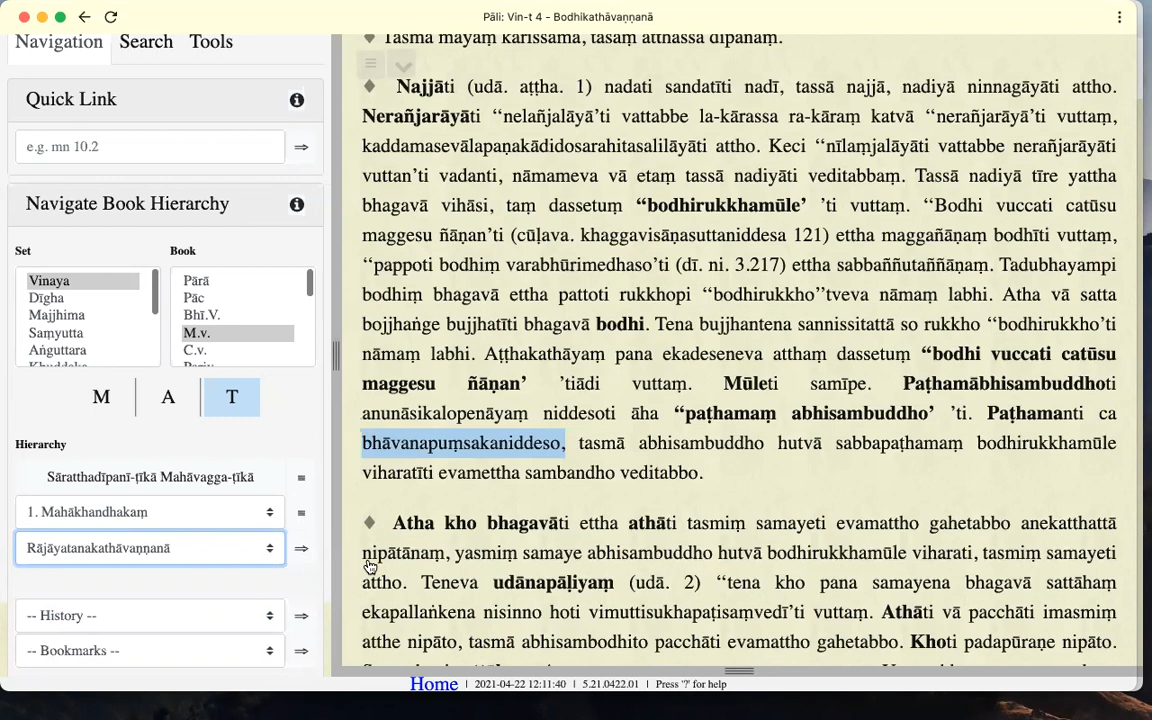 Pāli: Vin-t 4 - Bodhikathāvaṇṇanā
Navigation
Search
Tools
Quick Link
e.g. mn 10.2
Navigate Book Hierarchy
Set
Book
Vinaya
Dīgha
Majjhima
Saṃyutta
Aṅguttara
Khuddaka
Pārā
Pāc
Bhī.V.
M.v.
C.v.
M
A
T
Hierarchy
Sāratthadīpanī-ṭīkā Mahāvagga-ṭīkā
1. Mahākhandhakaṃ
Rājāyatanakathāvaṇṇanā
-- History --
-- Bookmarks --
♦ Tasmā mayaṃ karissāma, tāsaṃ atthassa dīpanaṃ.
♦ Najjāti (udā. aṭṭha. 1) nadati sandatīti nadī, tassā najjā, nadiyā ninnagāyāti attho.
Nerañjarāyāti ‘‘nelañjalāyā’ti vattabbe la-kārassa ra-kāraṃ katvā ‘‘nerañjarāyā’ti vuttaṃ,
kaddamasevālapaṇakādidosarahitasalilāyāti attho. Keci ‘‘nīlaṃjalāyāti vattabbe nerañjarāyāti
vuttan’ti vadanti, nāmameva vā etaṃ tassā nadiyāti veditabbaṃ. Tassā nadiyā tīre yattha
bhagavā vihāsi, taṃ dassetuṃ ‘‘bodhirukkhamūle’ ’ti vuttaṃ. ‘‘Bodhi vuccati catūsu
maggesu ñāṇan’ti (cūḷava. khaggavisāṇasuttaniddesa 121) ettha maggañāṇaṃ bodhīti vuttaṃ,
‘‘pappoti bodhiṃ varabhūrimedhaso’ti (dī. ni. 3.217) ettha sabbaññutaññāṇaṃ. Tadubhayampi
bodhiṃ bhagavā ettha pattoti rukkhopi ‘‘bodhirukkho’’tveva nāmaṃ labhi. Atha vā satta
bojjhaṅge bujjhatīti bhagavā bodhi. Tena bujjhantena sannissitattā so rukkho ‘‘bodhirukkho’ti
nāmaṃ labhi. Aṭṭhakathāyaṃ pana ekadeseneva atthaṃ dassetuṃ ‘‘bodhi vuccati catūsu
maggesu ñāṇan’ ’tiādi vuttaṃ. Mūleti samīpe. Paṭhamābhisambuddhoti
anunāsikalopenāyaṃ niddesoti āha ‘‘paṭhamaṃ abhisambuddho’ ’ti. Paṭhamanti ca
bhāvanapuṃsakaniddeso, tasmā abhisambuddho hutvā sabbapaṭhamaṃ bodhirukkhamūle
viharatīti evamettha sambandho veditabbo.
♦ Atha kho bhagavāti ettha athāti tasmiṃ samayeti evamattho gahetabbo anekatthattā
nipātānaṃ, yasmiṃ samaye abhisambuddho hutvā bodhirukkhamūle viharati, tasmiṃ samayeti
attho. Teneva udānapāḷiyaṃ (udā. 2) ‘‘tena kho pana samayena bhagavā sattāhaṃ
ekapallaṅkena nisinno hoti vimuttisukhapaṭisaṃvedī’ti vuttaṃ. Athāti vā pacchāti imasmiṃ
atthe nipāto, tasmā abhisambodhito pacchāti evamattho gahetabbo. Khoti padapūraṇe nipāto.
Home | 2021-04-22 12:11:40 | 5.21.0422.01 | Press '?' for help